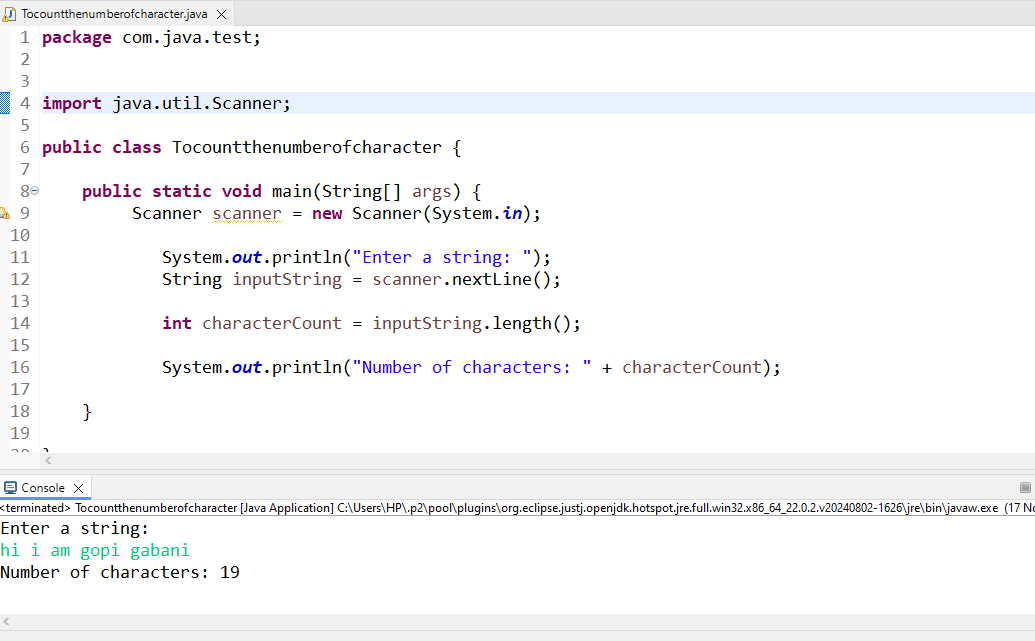 Tocountthenumberofcharacter.java
1 package com.java.test;
2
3
4 import java.util.Scanner;
5
6 public class Tocountthenumberofcharacter {
7
8 public static void main(String[] args) {
9 Scanner scanner = new Scanner(System.in);
10
11 System.out.println("Enter a string: ");
12 String inputString = scanner.nextLine();
13
14 int characterCount = inputString.length();
15
16 System.out.println("Number of characters: " + characterCount);
17
18 }
19
Console
<terminated> Tocountthenumberofcharacter [Java Application] C:\Users\HP\.p2\pool\plugins\org.eclipse.justj.openjdk.hotspot.jre.full.win32.x86_64_22.0.2.v20240802-1626\jre\bin\javaw.exe (17
Enter a string:
hi i am gopi gabani
Number of characters: 19